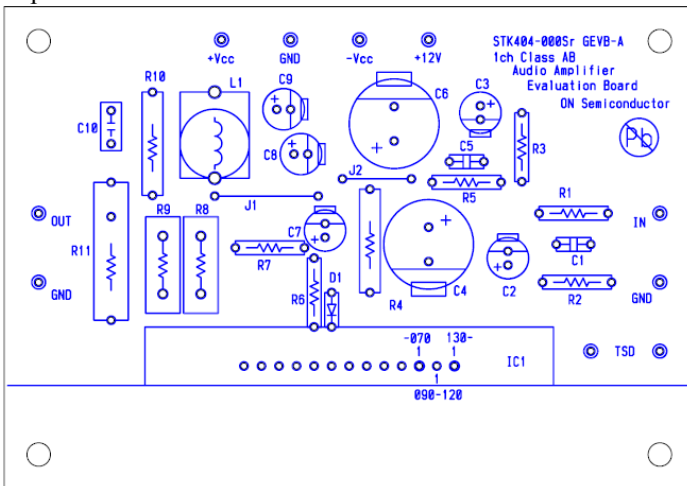 STK404-000Sr GEVB-A
1ch Class AB
Audio Amplifier
Evaluation Board
ON Semiconductor
Pb
+Vcc
GND
-Vcc
+12V
R10
L1
C9
C10
C8
C6
C3
C5
R3
J2
R5
J1
R1
OUT
R11
R9
R8
C7
R7
IN
C1
R6
D1
R4
C4
C2
R2
GND
GND
-070 130-
1 1
IC1
TSD
1
090-120